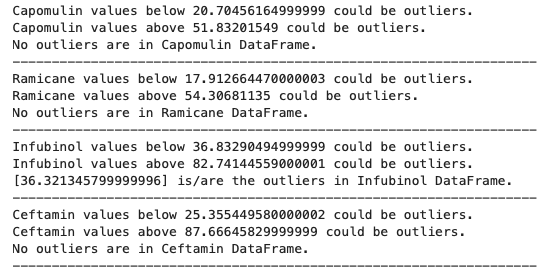 Capomulin values below 20.70456164999999 could be outliers.
Capomulin values above 51.83201549 could be outliers.
No outliers are in Capomulin DataFrame.
--------------------------------------------------------------------
Ramicane values below 17.912664470000003 could be outliers.
Ramicane values above 54.30681135 could be outliers.
No outliers are in Ramicane DataFrame.
--------------------------------------------------------------------
Infubinol values below 36.83290494999999 could be outliers.
Infubinol values above 82.74144559000001 could be outliers.
[36.321345799999996] is/are the outliers in Infubinol DataFrame.
--------------------------------------------------------------------
Ceftamin values below 25.355449580000002 could be outliers.
Ceftamin values above 87.66645829999999 could be outliers.
No outliers are in Ceftamin DataFrame.
--------------------------------------------------------------------